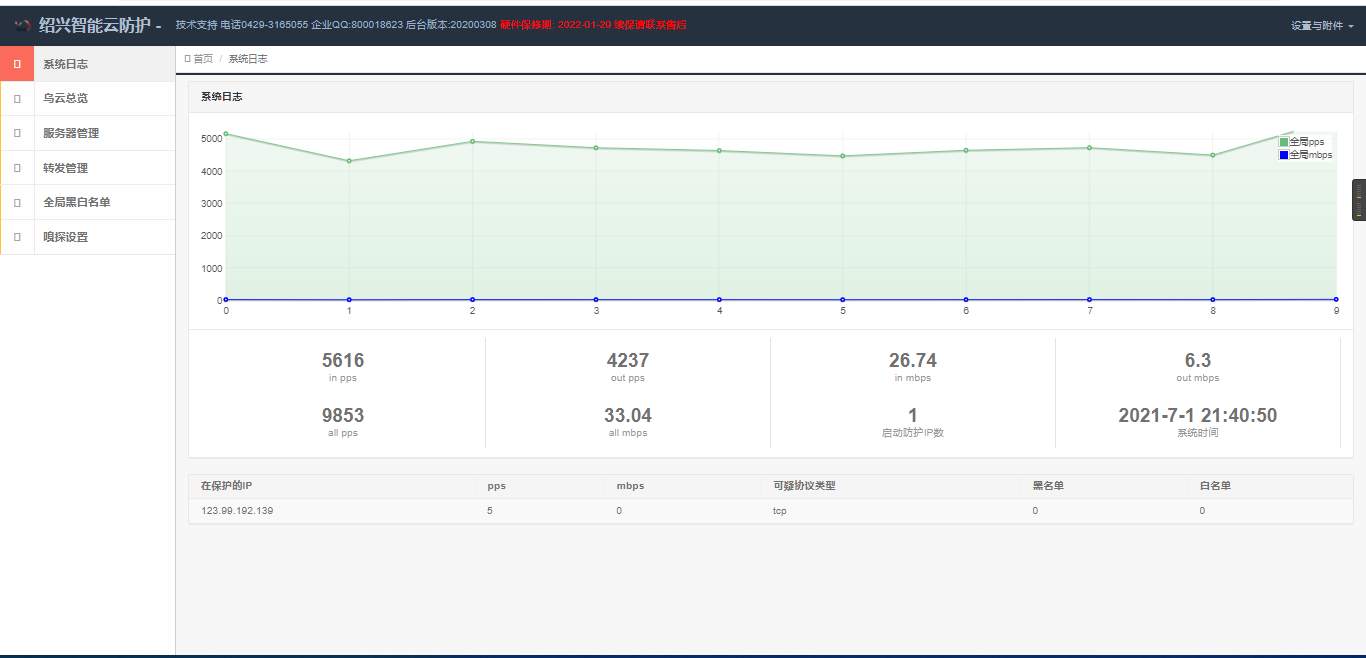 绍兴智能云防护 - 技术支持 电话0429-3165055 企业QQ:800018623 后台版本:20200308 硬件保修期: 2022-01-29 续保请联系售后 设置与附件
系统日志
乌云总览
服务器管理
转发管理
全局黑白名单
嗅探设置
首页 / 系统日志
系统日志
5000
4000
3000
2000
1000
0
0 1 2 3 4 5 6 7 8 9
全局pps
全局mbps
5616 4237 26.74 6.3
in pps out pps in mbps out mbps
9853 33.04 1 2021-7-1 21:40:50
all pps all mbps 启动防护IP数 系统时间
在保护的IP pps mbps 可疑协议类型 黑名单 白名单
123.99.192.139 5 0 tcp 0 0